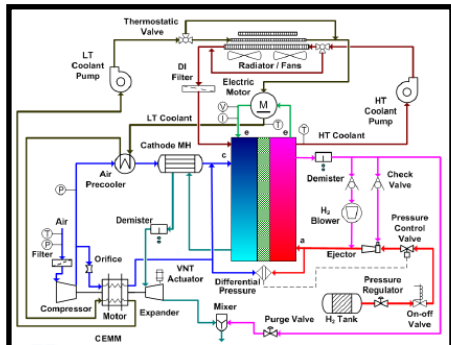 Thermostatic
Valve
LT
Coolant
Pump
Radiator / Fans
DI
Filter
Electric
Motor
HT
Coolant
Pump
V
I
M
T
T
LT Coolant
HT Coolant
e
e
Cathode MH
c
Air
Precooler
P
Demister
Check
Valve
H2
Blower
Demister
Pressure
Control
Valve
Air
T
P
Filter
Orifice
VNT
Actuator
a
Ejector
Differential
Pressure
Pressure
Regulator
Compressor
Motor
Expander
Mixer
H2 Tank
On-off
Valve
Purge Valve
CEMM